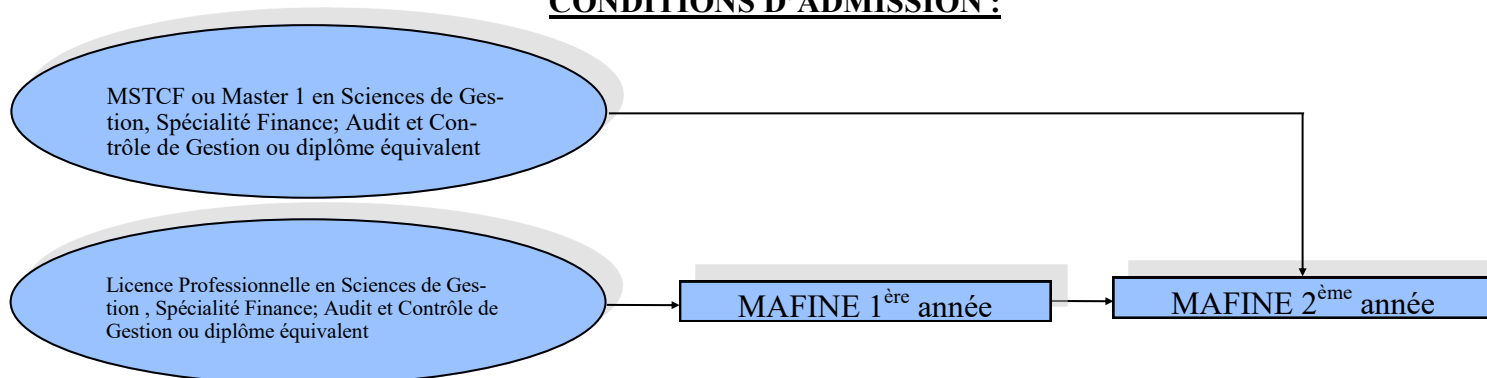 CONDITIONS D'ADMISSION :
MSTCF ou Master 1 en Sciences de Ges-
tion, Spécialité Finance; Audit et Con-
trôle de Gestion ou diplôme équivalent
Licence Professionnelle en Sciences de Ges-
tion , Spécialité Finance; Audit et Contrôle de
Gestion ou diplôme équivalent
MAFINE 1ère année
MAFINE 2ème année